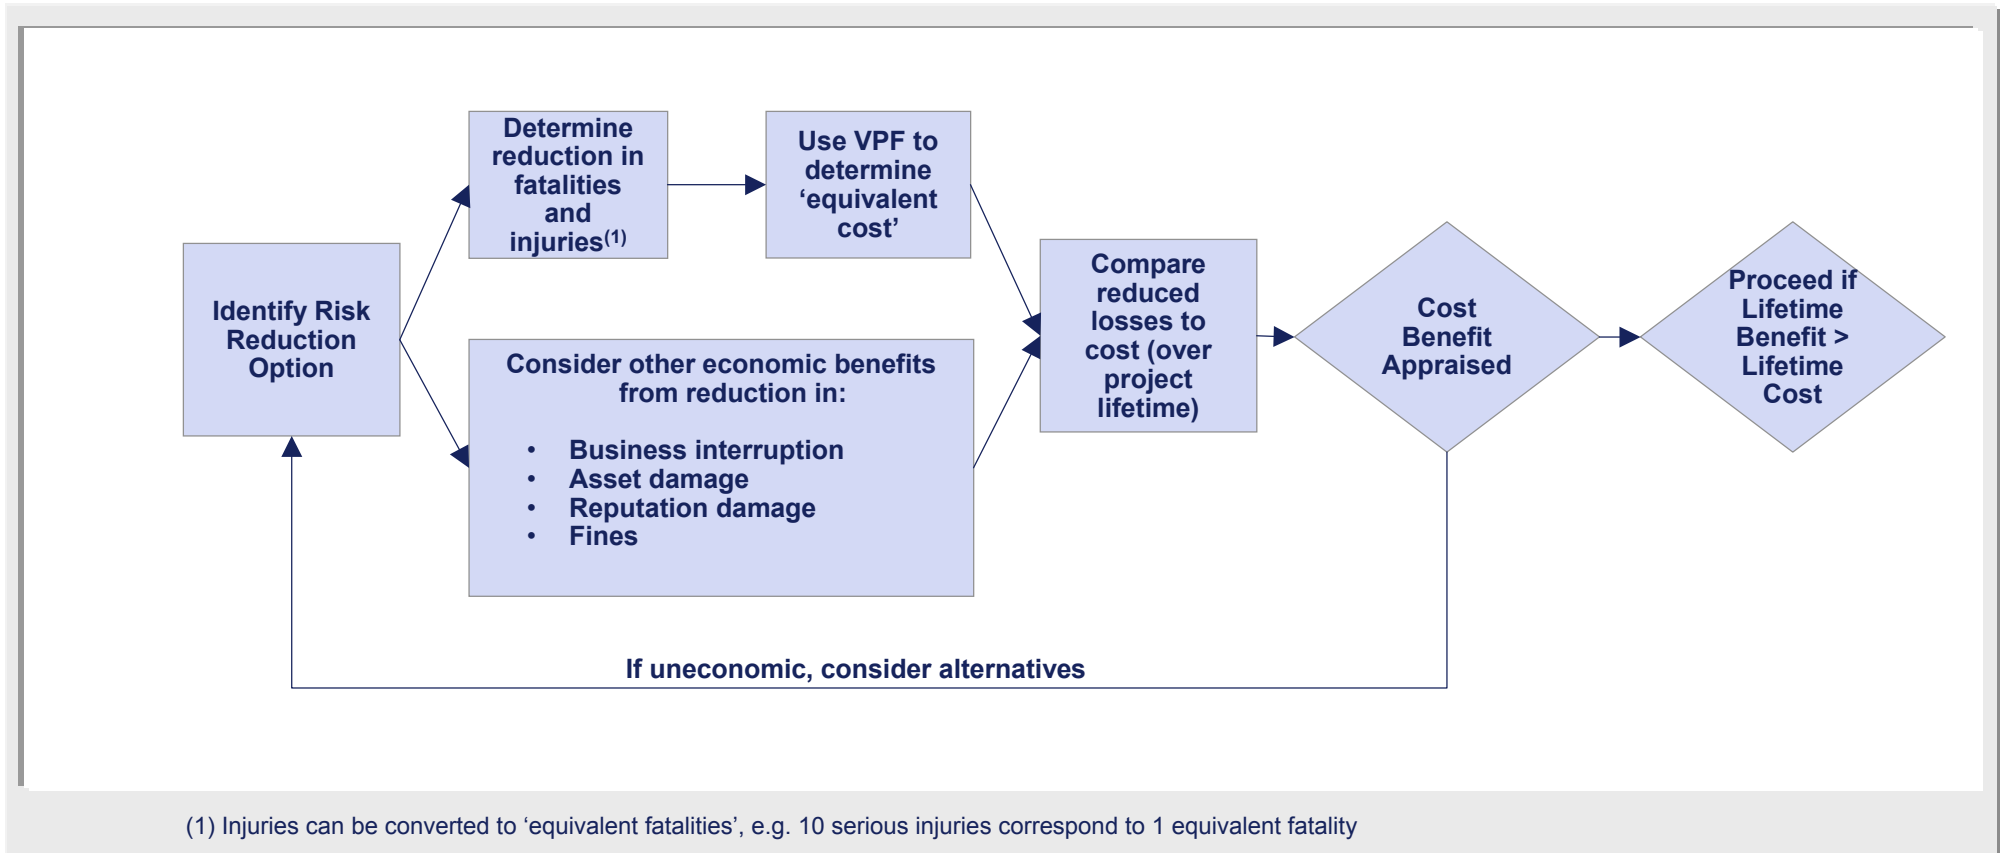 Identify Risk
Reduction
Option
Determine
reduction in
fatalities
and
injuries(1)
Use VPF to
determine
‘equivalent
cost’
Consider other economic benefits
from reduction in:
• Business interruption
• Asset damage
• Reputation damage
• Fines
Compare
reduced
losses to
cost (over
project
lifetime)
Cost
Benefit
Appraised
Proceed if
Lifetime
Benefit >
Lifetime
Cost
If uneconomic, consider alternatives
(1) Injuries can be converted to ‘equivalent fatalities’, e.g. 10 serious injuries correspond to 1 equivalent fatality